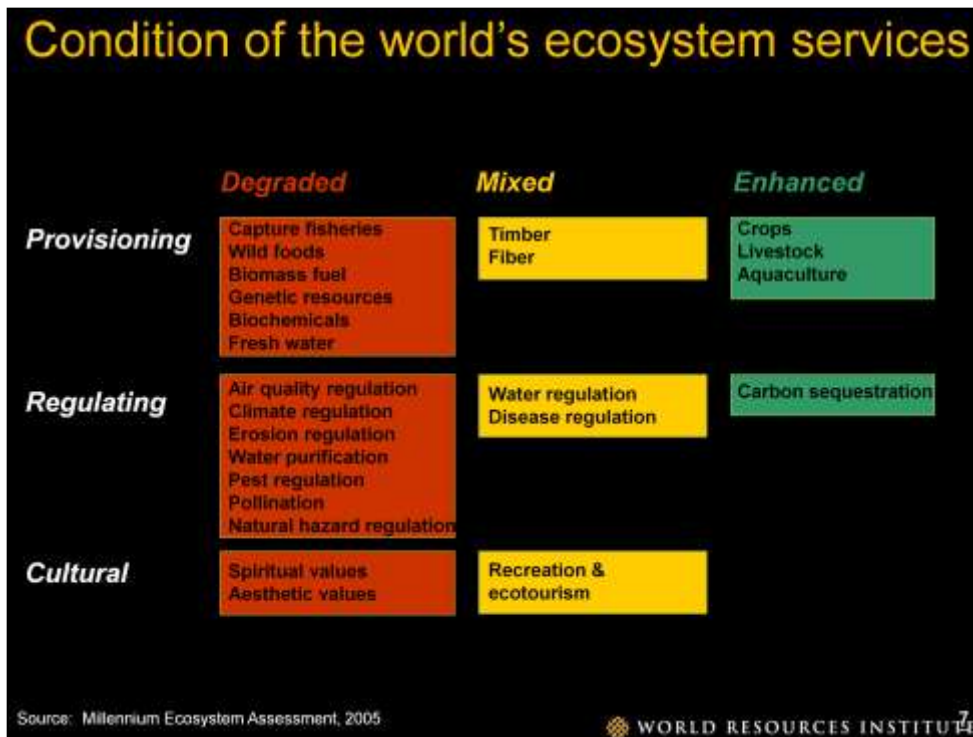 Condition of the world's ecosystem services
Degraded
Mixed
Enhanced
Provisioning
Capture fisheries
Wild foods
Biomass fuel
Genetic resources
Biochemicals
Fresh water
Timber
Fiber
Crops
Livestock
Aquaculture
Regulating
Air quality regulation
Climate regulation
Erosion regulation
Water purification
Pest regulation
Pollination
Natural hazard regulation
Water regulation
Disease regulation
Carbon sequestration
Cultural
Spiritual values
Aesthetic values
Recreation &
ecotourism
Source: Millennium Ecosystem Assessment, 2005
WORLD RESOURCES INSTITUTE
7